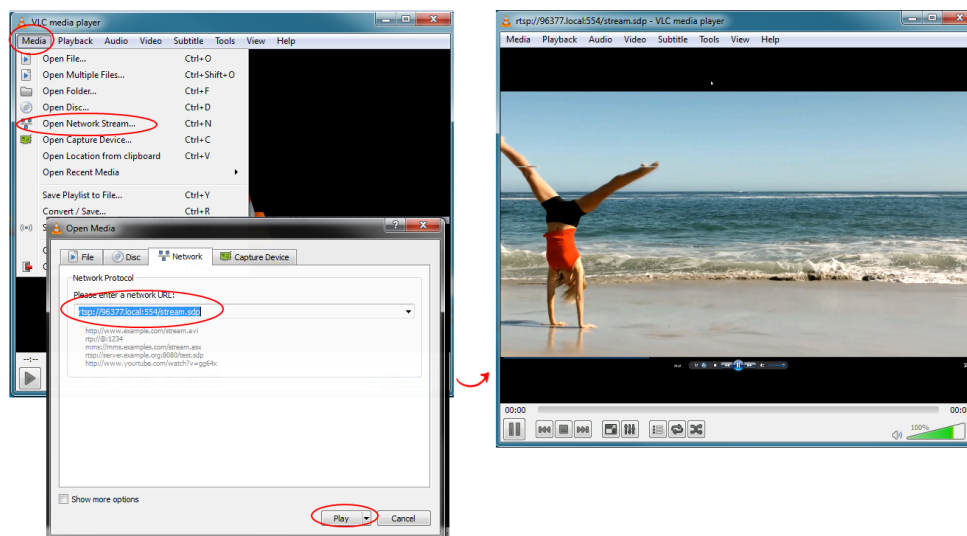 VLC media player
Media Playback Audio Video Subtitle Tools View Help
Open File... Ctrl+O
Open Multiple Files... Ctrl+Shift+O
Open Folder... Ctrl+F
Open Disc... Ctrl+D
Open Network Stream... Ctrl+N
Open Capture Device... Ctrl+C
Open Location from clipboard Ctrl+V
Open Recent Media
Save Playlist to File... Ctrl+Y
Convert / Save... Ctrl+R
S
--:--
Open Media
File Disc Network Capture Device
Network Protocol
Please enter a network URL:
rtsp://96377.local:554/stream.sdp
http://www.example.com/stream.avi
rtp://@:1234
mms://mms.examples.com/stream.asx
rtsp://server.example.org:8080/test.sdp
http://www.yourtube.com/watch?v=gg64x
Show more options
Play Cancel
rtsp://96377.local:554/stream.sdp - VLC media player
Media Playback Audio Video Subtitle Tools View Help
00:00 00:0
100%